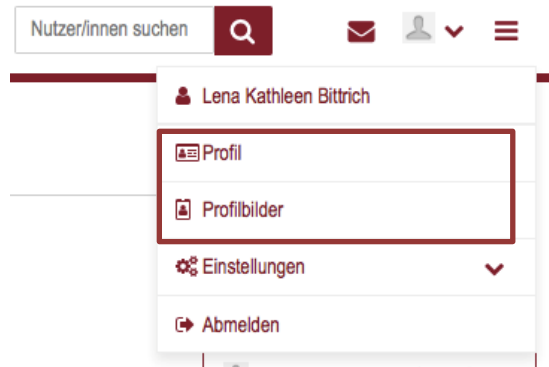 Nutzer/innen suchen
Lena Kathleen Bittrich
Profil
Profilbilder
Einstellungen
Abmelden